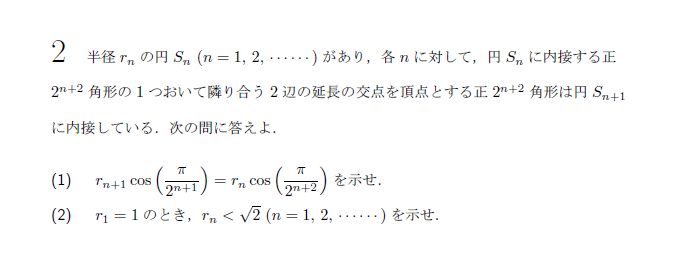 2 半径 $r_n$ の円 $S_n$ ($n = 1, 2, \cdots\cdots$) があり，各 $n$ に対して，円 $S_n$ に内接する正
$2^{n+2}$ 角形の 1 つおいて隣り合う 2 辺の延長の交点を頂点とする正 $2^{n+2}$ 角形は円 $S_{n+1}$
に内接している．次の問に答えよ．
(1) $r_{n+1} \cos\left(\frac{\pi}{2^{n+1}}\right) = r_n \cos\left(\frac{\pi}{2^{n+2}}\right)$ を示せ．
(2) $r_1 = 1$ のとき，$r_n < \sqrt{2}$ ($n = 1, 2, \cdots\cdots$) を示せ．